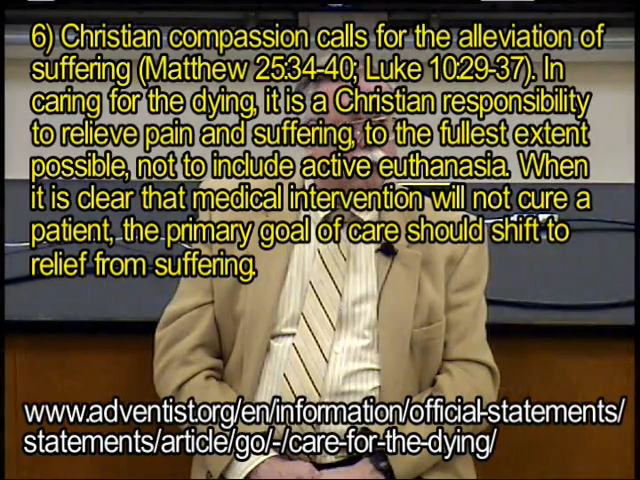 6) Christian compassion calls for the alleviation of
suffering (Matthew 25:34-40; Luke 10:29-37). In
caring for the dying, it is a Christian responsibility
to relieve pain and suffering, to the fullest extent
possible, not to include active euthanasia. When
it is clear that medical intervention will not cure a
patient, the primary goal of care should shift to
relief from suffering.
www.adventist.org/en/information/official-statements/
statements/article/go/-/care-for-the-dying/